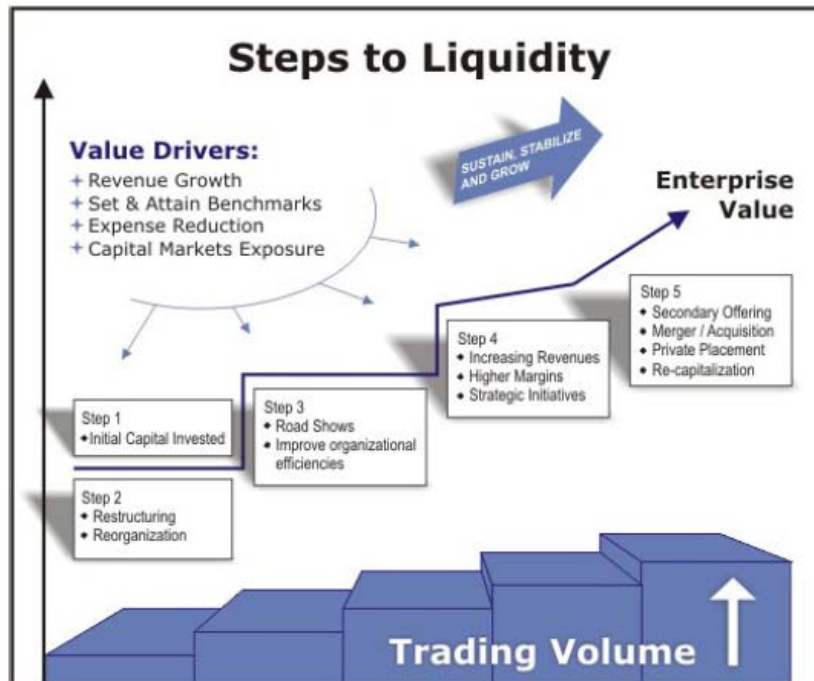 Steps to Liquidity
Value Drivers:
Revenue Growth
Set & Attain Benchmarks
Expense Reduction
Capital Markets Exposure
SUSTAIN, STABILIZE
AND GROW
Enterprise
Value
Step 1
Initial Capital Invested
Step 2
Restructuring
Reorganization
Step 3
Road Shows
Improve organizational
efficiencies
Step 4
Increasing Revenues
Higher Margins
Strategic Initiatives
Step 5
Secondary Offering
Merger / Acquisition
Private Placement
Re-capitalization
Trading Volume